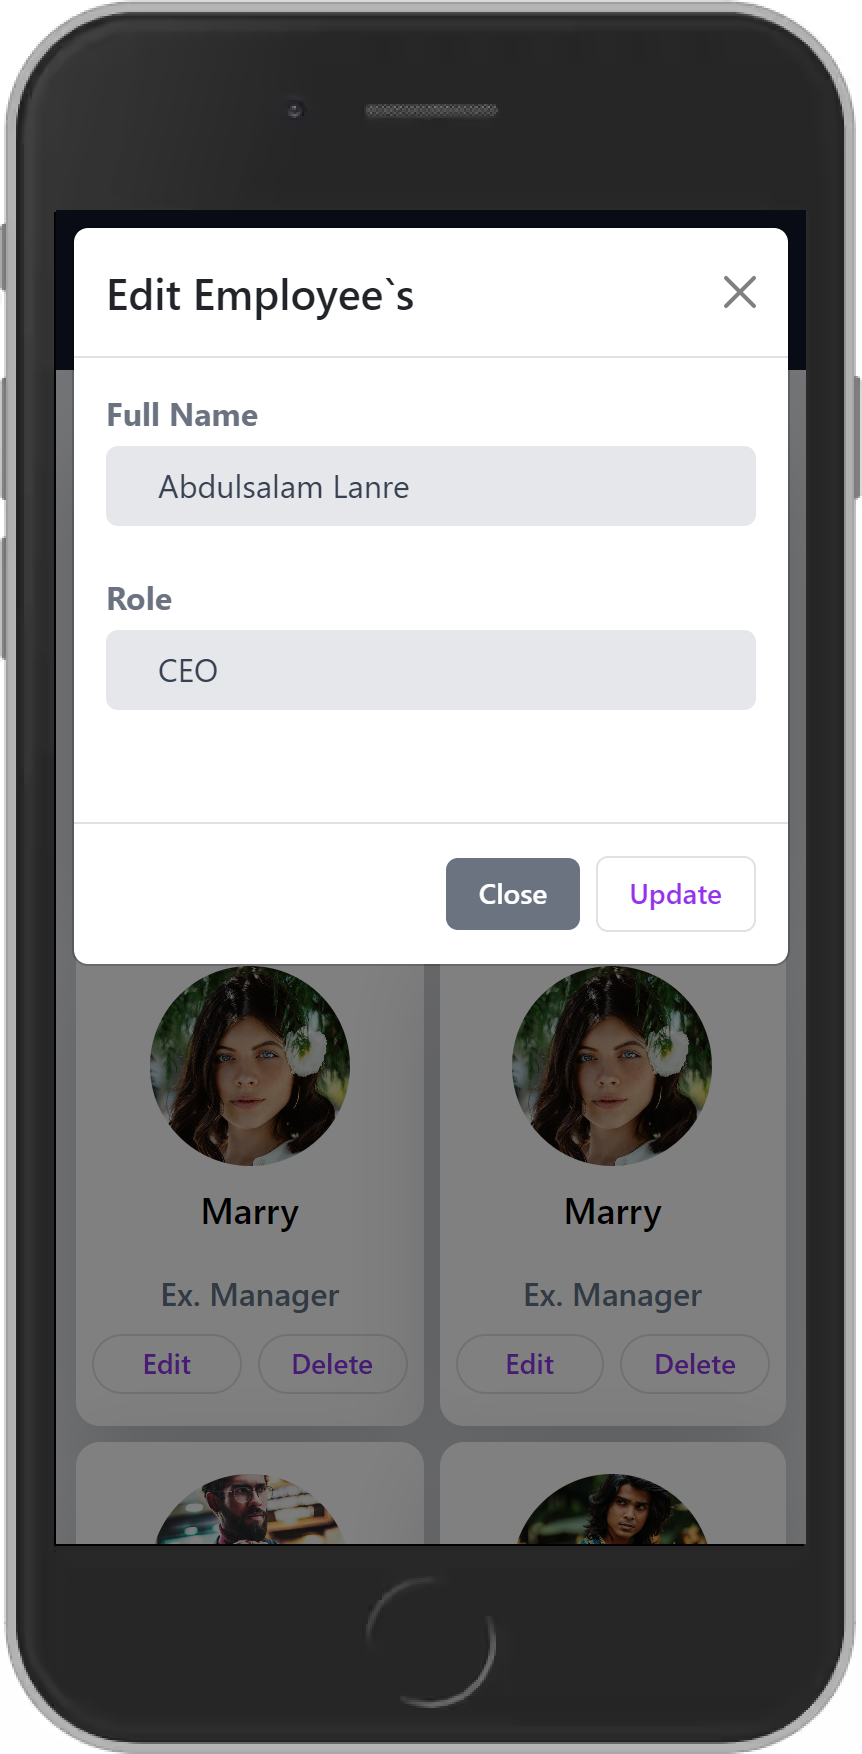 Edit Employee`s
Full Name
Abdulsalam Lanre
Role
CEO
Close Update
Marry Marry
Ex. Manager Ex. Manager
Edit Delete Edit Delete